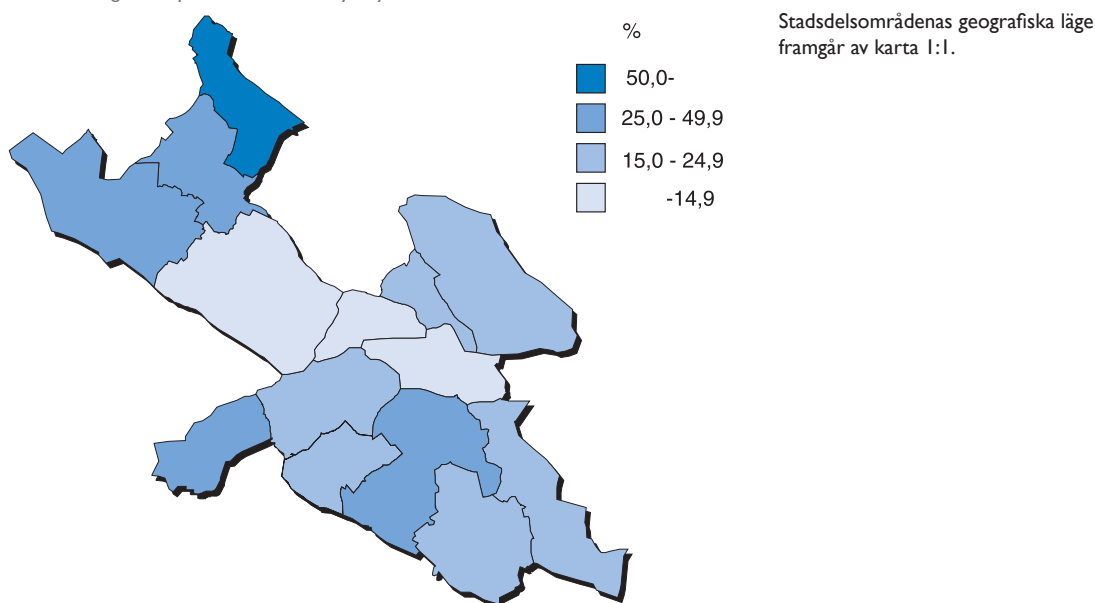 %
50,0-
25,0 - 49,9
15,0 - 24,9
-14,9
Stadsdelsområdenas geografiska läge
framgår av karta 1:1.